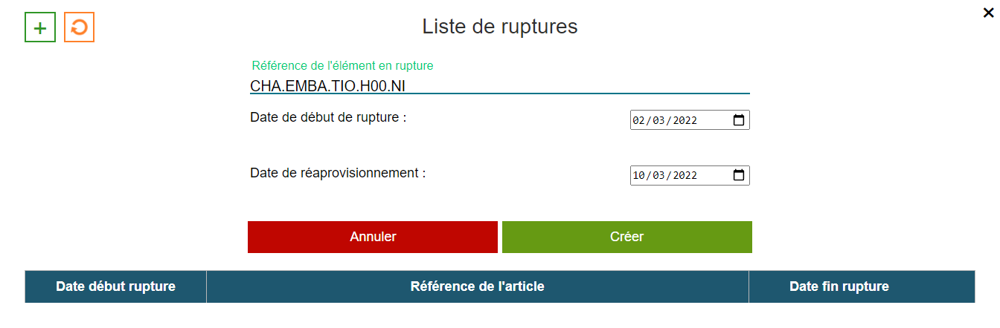 Liste de ruptures
Référence de l'élément en rupture
CHA.EMBA.TIO.H00.NI
Date de début de rupture :
02/03/2022
Date de réaprovisionnement :
10/03/2022
Annuler
Créer
Date début rupture
Référence de l'article
Date fin rupture